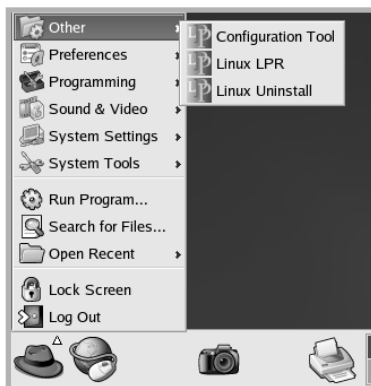 Other
Preferences
Programming
Sound & Video
System Settings
System Tools
Run Program...
Search for Files...
Open Recent
Lock Screen
Log Out
Configuration Tool
Linux LPR
Linux Uninstall